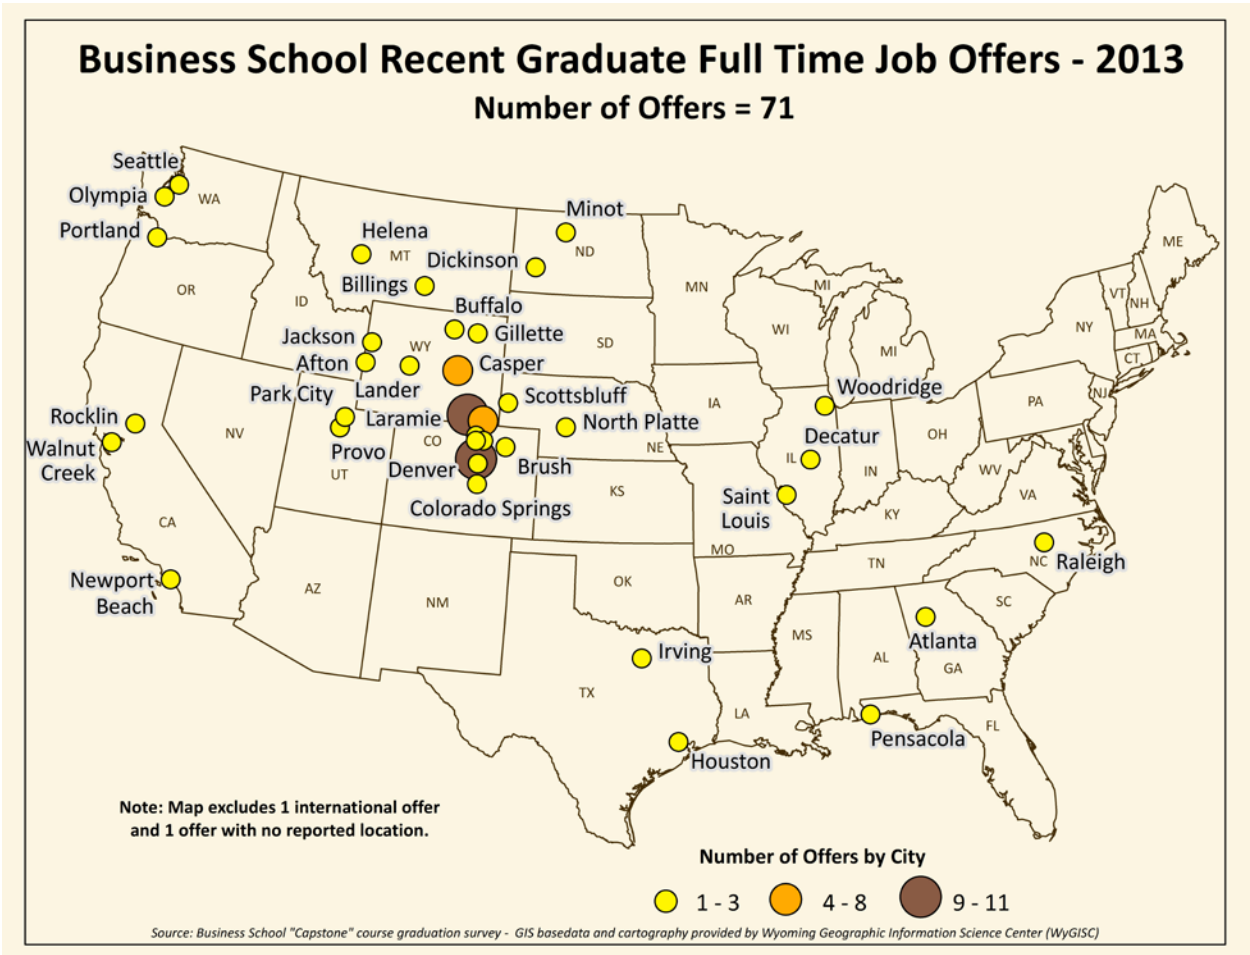 Business School Recent Graduate Full Time Job Offers - 2013
Number of Offers = 71
Seattle
Olympia
WA
Portland
OR
ID
Helena
MT
Billings
Minot
Dickinson
ND
Buffalo
Gillette
Jackson
WY
Afton
Casper
Lander
SD
Park City
Scottsbluff
Laramie
North Platte
NE
Rocklin
Walnut
Creek
NV
Provo
UT
CO
Denver
Brush
Colorado Springs
KS
CA
Newport
Beach
AZ
NM
OK
Irving
TX
Houston
MN
WI
MI
MI
IA
Woodridge
Decatur
IL
IN
OH
Saint
Louis
MO
KY
WV
VA
PA
NY
VT
NH
ME
MA
CT
NJ
TN
NC
Raleigh
SC
AR
MS
AL
Atlanta
GA
LA
Pensacola
FL
Note: Map excludes 1 international offer
and 1 offer with no reported location.
Number of Offers by City
1 - 3
4 - 8
9 - 11
Source: Business School "Capstone" course graduation survey - GIS basedata and cartography provided by Wyoming Geographic Information Science Center (WyGISC)